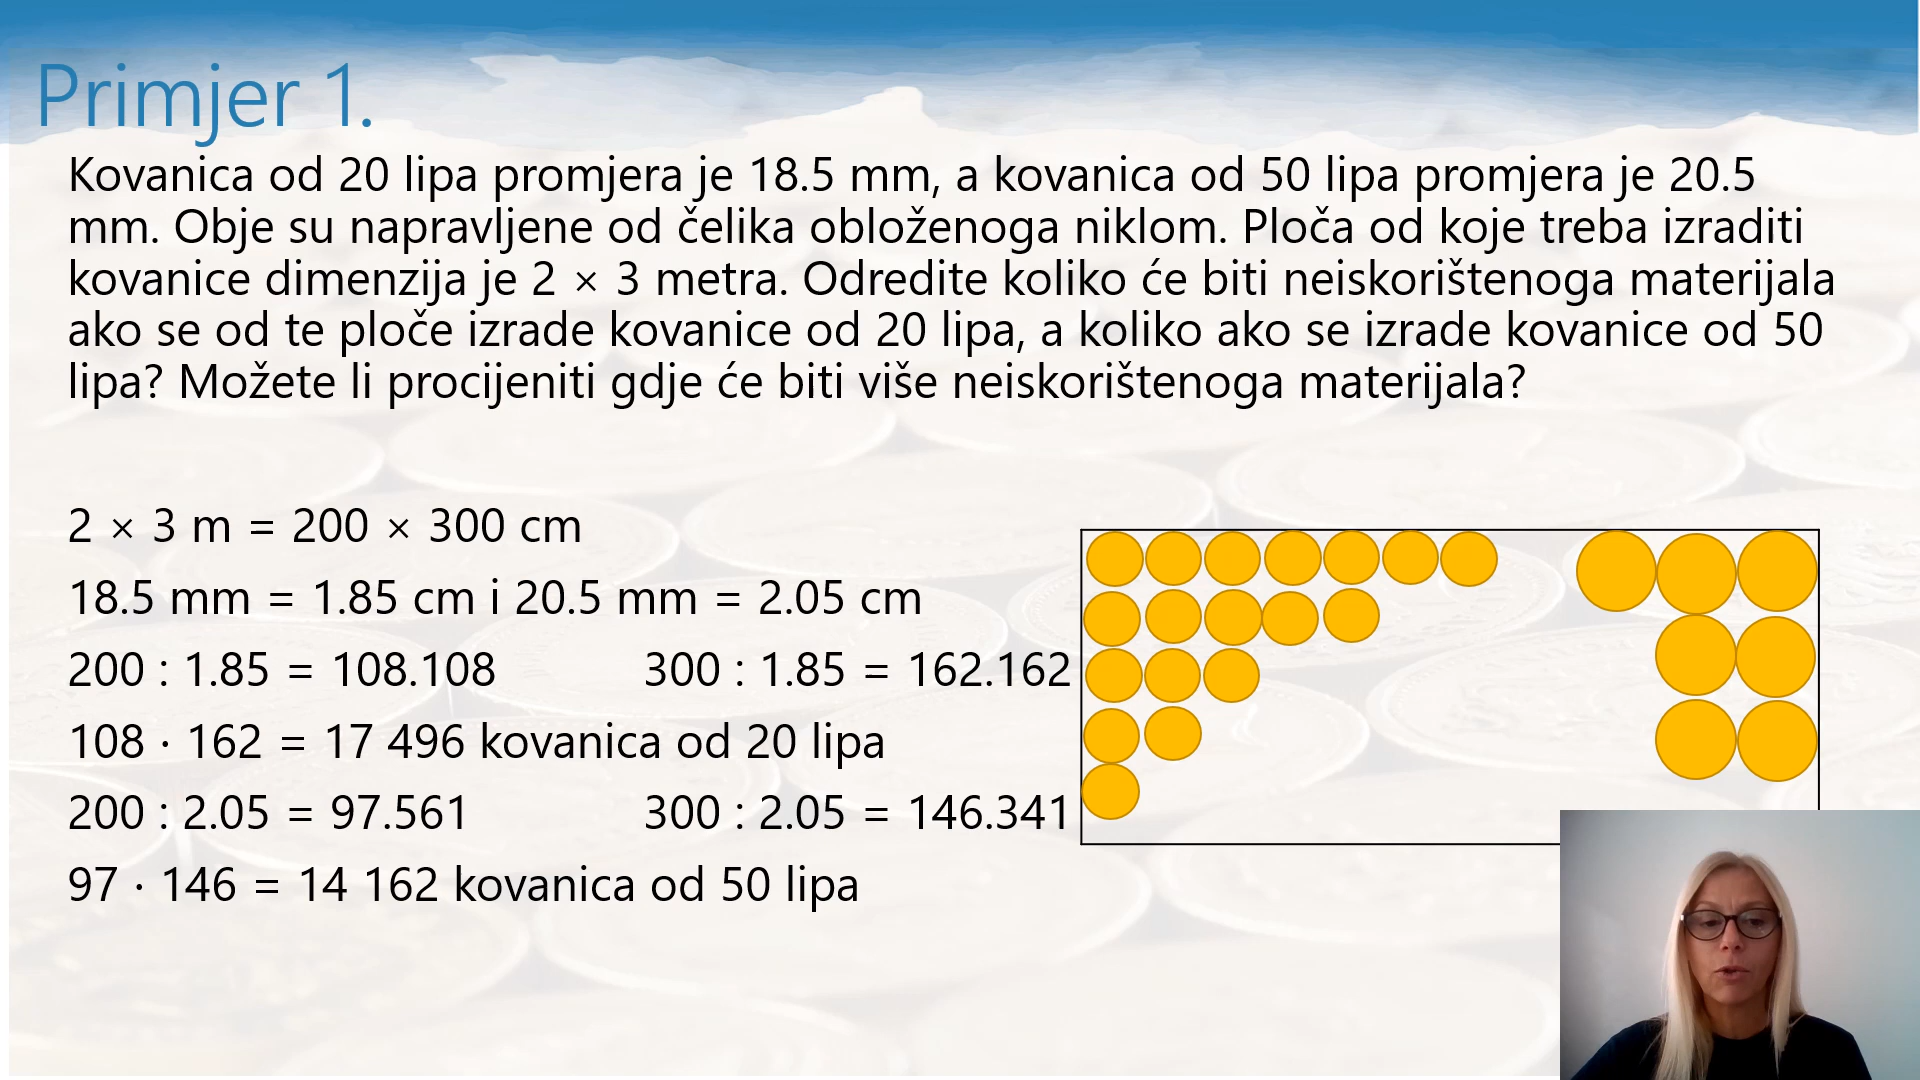 Primjer 1.
Kovanica od 20 lipa promjera je 18.5 mm, a kovanica od 50 lipa promjera je 20.5
mm. Obje su napravljene od čelika obloženoga niklom. Ploča od koje treba izraditi
kovanice dimenzija je 2 × 3 metra. Odredite koliko će biti neiskorištenoga materijala
ako se od te ploče izrade kovanice od 20 lipa, a koliko ako se izrade kovanice od 50
lipa? Možete li procijeniti gdje će biti više neiskorištenoga materijala?
2 × 3 m = 200 × 300 cm
18.5 mm = 1.85 cm i 20.5 mm = 2.05 cm
200 : 1.85 = 108.108 300 : 1.85 = 162.162
108 · 162 = 17 496 kovanica od 20 lipa
200 : 2.05 = 97.561 300 : 2.05 = 146.341
97 · 146 = 14 162 kovanica od 50 lipa